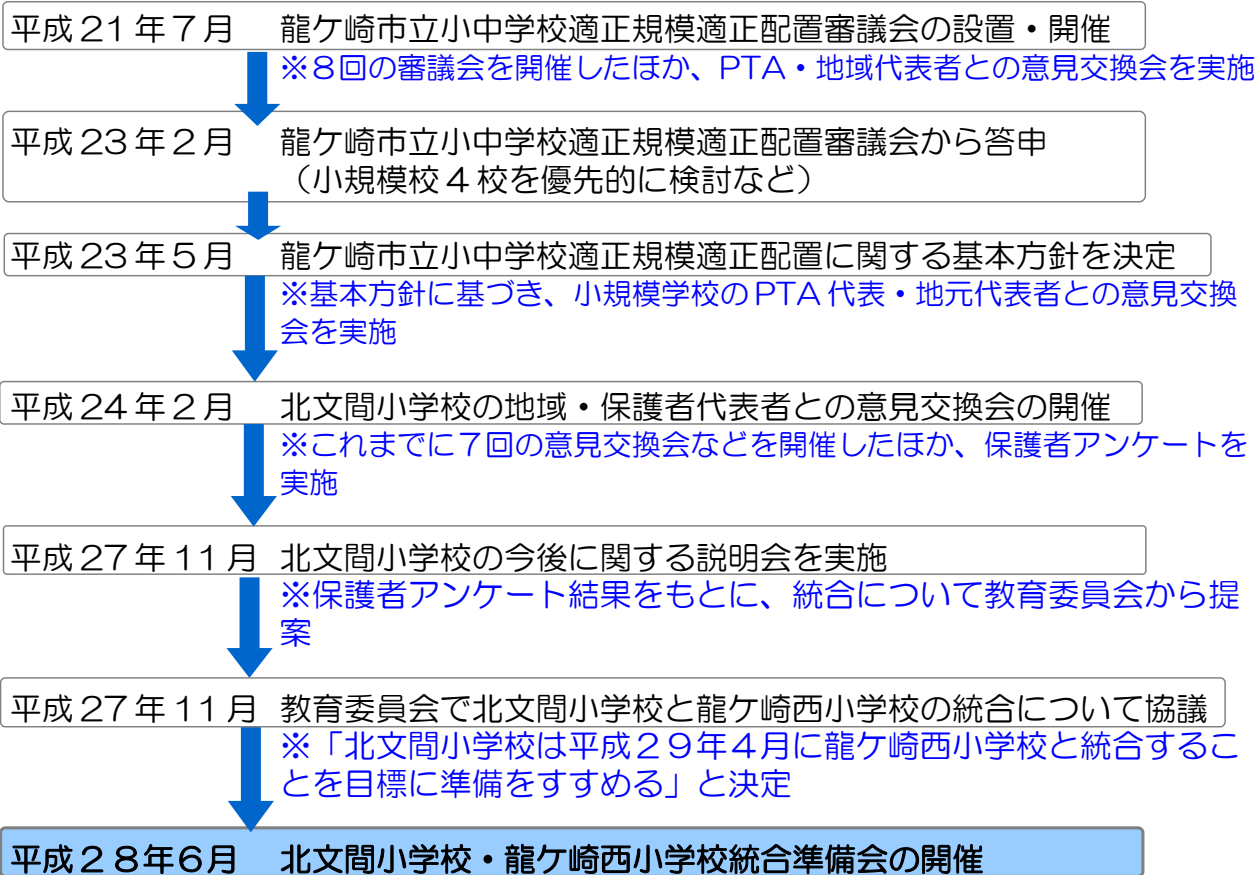 平成21年７月　龍ケ崎市立小中学校適正規模適正配置審議会の設置・開催
※８回の審議会を開催したほか、PTA・地域代表者との意見交換会を実施
平成23年２月　龍ケ崎市立小中学校適正規模適正配置審議会から答申
（小規模校４校を優先的に検討など）
平成23年５月　龍ケ崎市立小中学校適正規模適正配置に関する基本方針を決定
※基本方針に基づき、小規模学校のPTA代表・地元代表者との意見交換
会を実施
平成24年２月　北文間小学校の地域・保護者代表者との意見交換会の開催
※これまでに７回の意見交換会などを開催したほか、保護者アンケートを
実施
平成27年11月　北文間小学校の今後に関する説明会を実施
※保護者アンケート結果をもとに、統合について教育委員会から提
案
平成27年11月　教育委員会で北文間小学校と龍ケ崎西小学校の統合について協議
※「北文間小学校は平成２９年４月に龍ケ崎西小学校と統合するこ
とを目標に準備をすすめる」と決定
平成２８年６月　北文間小学校・龍ケ崎西小学校統合準備会の開催